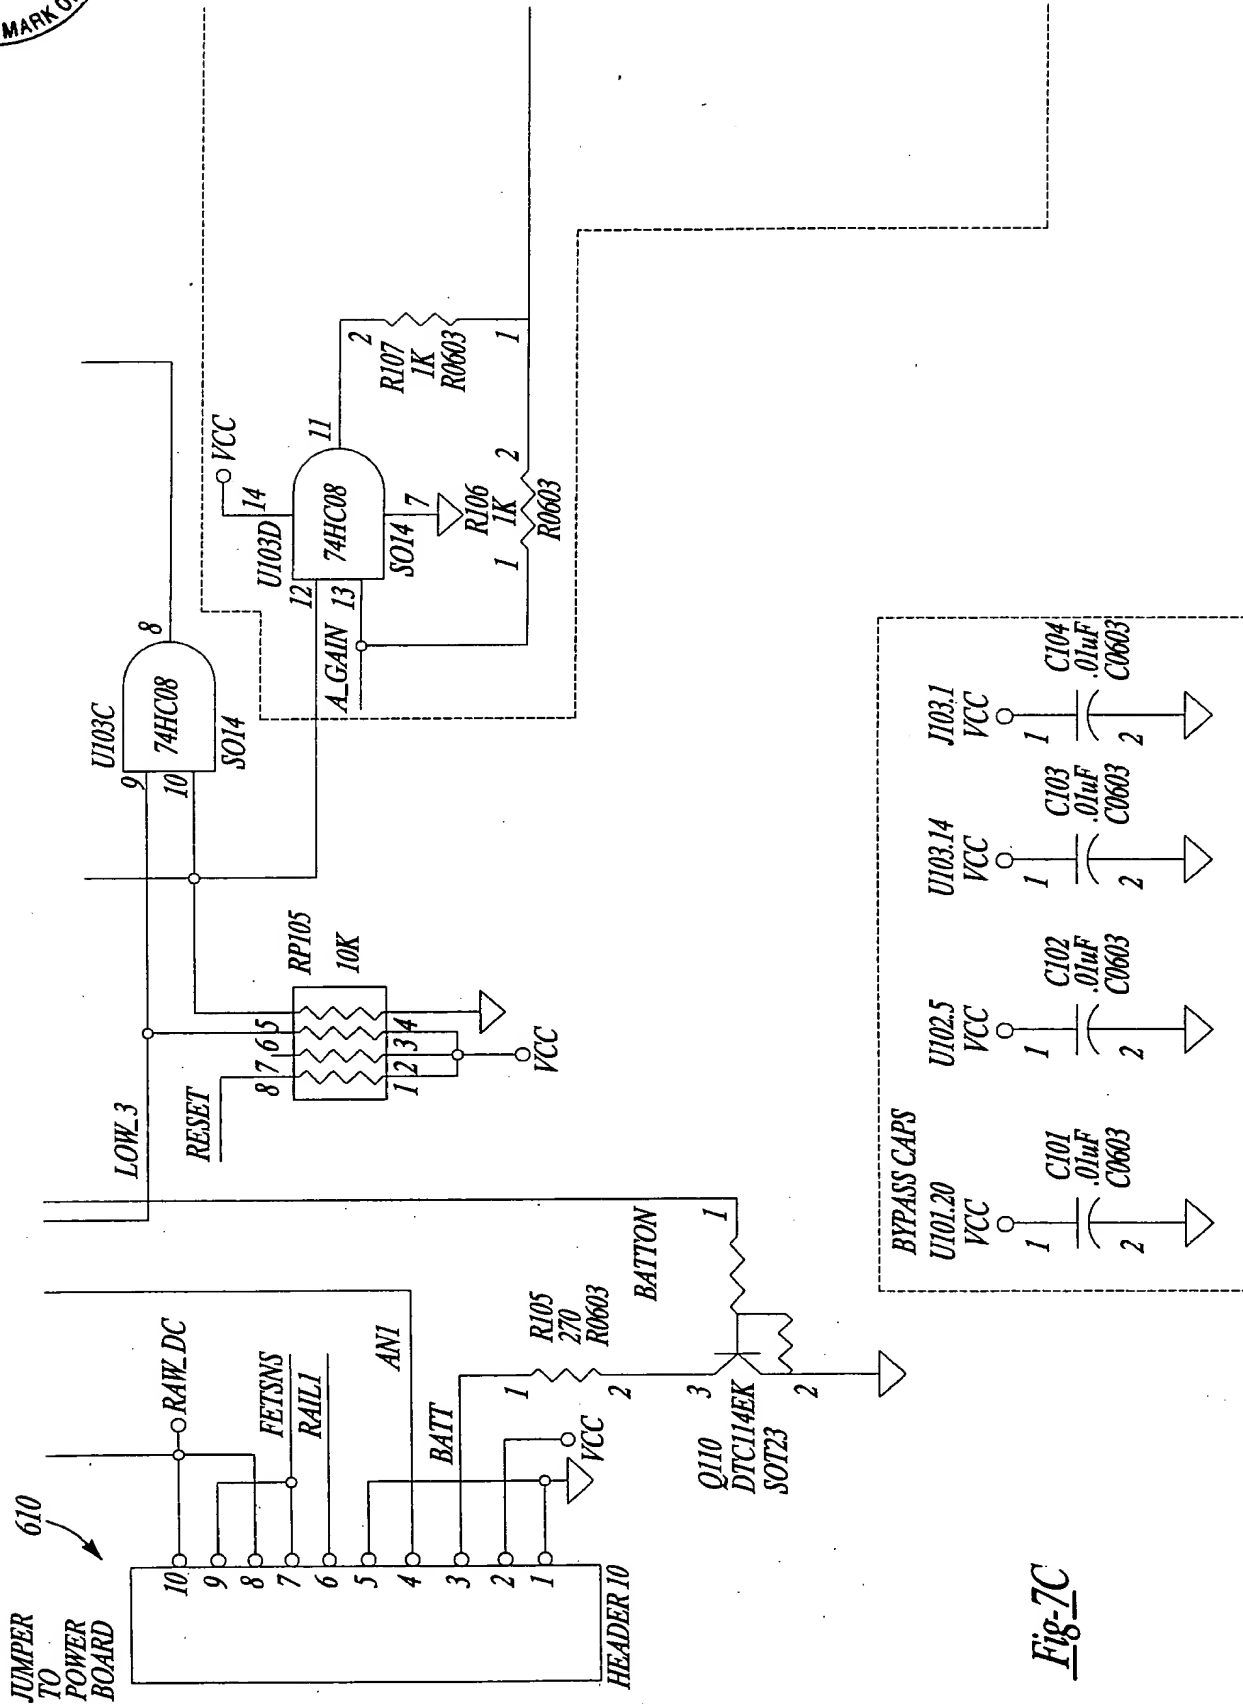 MARK O
JUMPER
TO
POWER
BOARD
610
10
9
8
7
6
5
4
3
2
1
HEADER 10
RAW_DC
FETSNS
RAIL1
AN1
BATT
VCC
1
R105
270
R0603
2
BATTON
1
3
2
Q110
DTC114EK
SOT23
LOW_3
RESET
8
7
6
5
RP105
10K
1
2
3
4
VCC
U103C
9
10
74HC08
SO14
8
A_GAIN
U103D
12
13
74HC08
SO14
14
VCC
11
7
R106
1K
R0603
1
2
2
R107
1K
R0603
1
BYPASS CAPS
U101.20
VCC
1
2
C101
.01uF
C0603
U102.5
VCC
1
2
C102
.01uF
C0603
U103.14
VCC
1
2
C103
.01uF
C0603
J103.1
VCC
1
2
C104
.01uF
C0603
Fig-7C